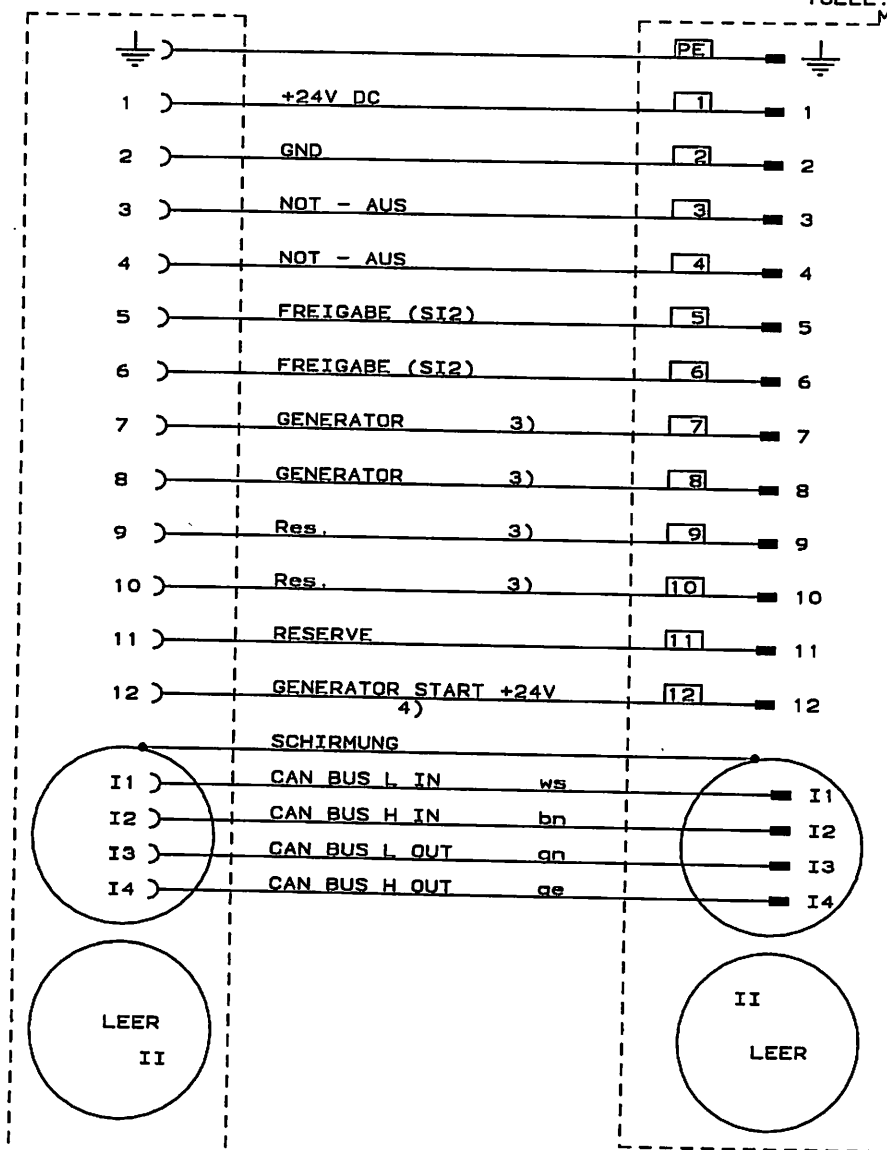 PE
1 +24V DC 1 1
2 GND 2 2
3 NOT - AUS 3 3
4 NOT - AUS 4 4
5 FREIGABE (SI2) 5 5
6 FREIGABE (SI2) 6 6
7 GENERATOR 3) 7 7
8 GENERATOR 3) 8 8
9 Res. 3) 9 9
10 Res. 3) 10 10
11 RESERVE 11 11
12 GENERATOR START +24V 12 12
4)
SCHIRMUNG
I1 CAN BUS L IN ws I1
I2 CAN BUS H IN bn I2
I3 CAN BUS L OUT gn I3
I4 CAN BUS H OUT ge I4
LEER
II
II
LEER